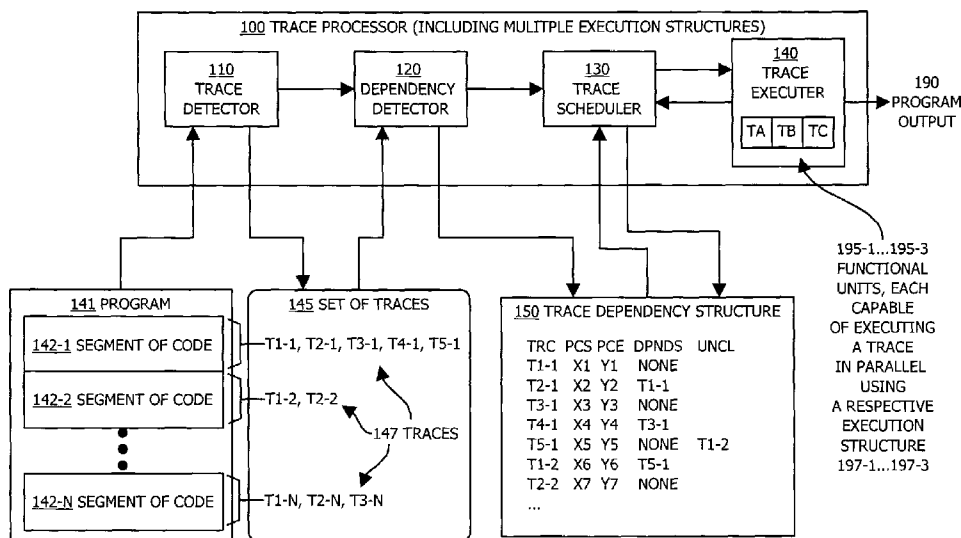 100 TRACE PROCESSOR (INCLUDING MULITPLE EXECUTION STRUCTURES)
110
TRACE
DETECTOR
120
DEPENDENCY
DETECTOR
130
TRACE
SCHEDULER
140
TRACE
EXECUTER
TA TB TC
190
PROGRAM
OUTPUT
195-1...195-3
FUNCTIONAL
UNITS, EACH
CAPABLE
OF EXECUTING
A TRACE
IN PARALLEL
USING
A RESPECTIVE
EXECUTION
STRUCTURE
197-1...197-3
141 PROGRAM
142-1 SEGMENT OF CODE
142-2 SEGMENT OF CODE
142-N SEGMENT OF CODE
145 SET OF TRACES
T1-1, T2-1, T3-1, T4-1, T5-1
T1-2, T2-2
147 TRACES
T1-N, T2-N, T3-N
150 TRACE DEPENDENCY STRUCTURE
TRC PCS PCE DPNDS UNCL
T1-1 X1 Y1 NONE
T2-1 X2 Y2 T1-1
T3-1 X3 Y3 NONE
T4-1 X4 Y4 T3-1
T5-1 X5 Y5 NONE T1-2
T1-2 X6 Y6 T5-1
T2-2 X7 Y7 NONE
...